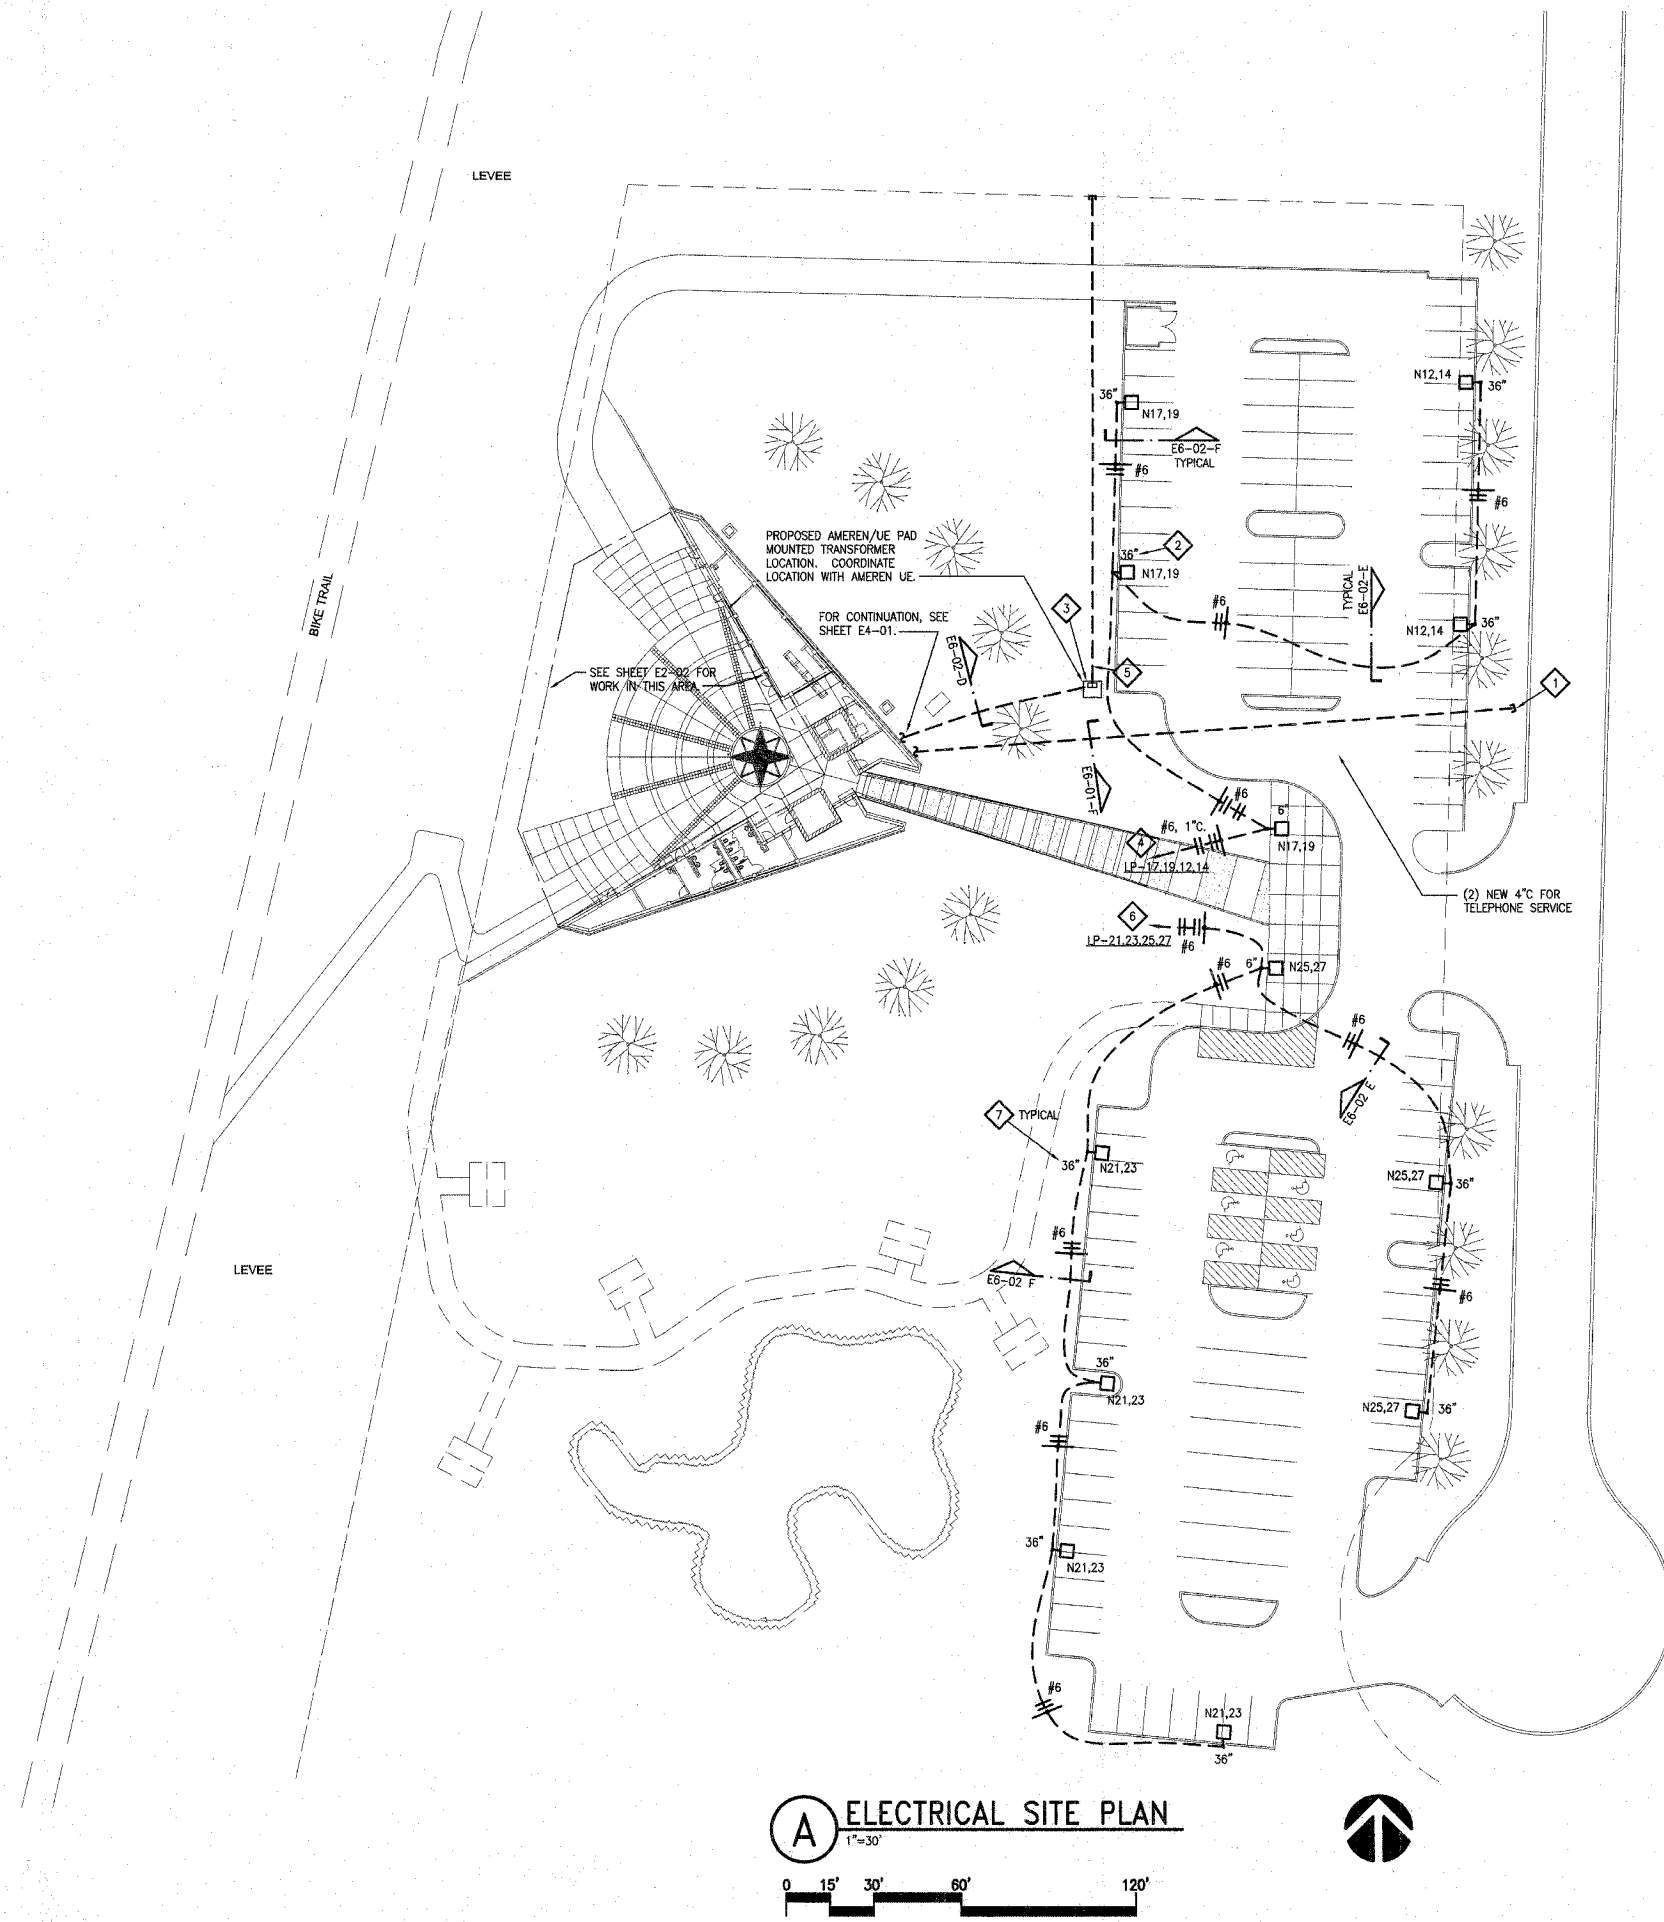 LEVEE
BIKE TRAIL
N12,14
36"
36"
N17,19
E6-02-F
TYPICAL
#6
#6
PROPOSED AMEREN/UE PAD
MOUNTED TRANSFORMER
LOCATION. COORDINATE
LOCATION WITH AMEREN UE.
2
36"
N17,19
TYPICAL
E6-02-E
3
#6
FOR CONTINUATION, SEE
SHEET E4-01.
N12,14
36"
E6-02-D
SEE SHEET E2-02 FOR
WORK IN THIS AREA.
5
1
E6-01-F
#6
6"
#6, 1"C.
4
N17,19
LP-17,19,12,14
(2) NEW 4"C FOR
TELEPHONE SERVICE
6
LP-21,23,25,27
#6
#6
6"
N25,27
#6
E6-02 E
7
TYPICAL
36"
N21,23
N25,27
36"
#6
E6-02 F
LEVEE
#6
36"
N21,23
N25,27
36"
#6
36"
N21,23
#6
N21,23
36"
A
ELECTRICAL SITE PLAN
1"=30'
0 15' 30' 60' 120'